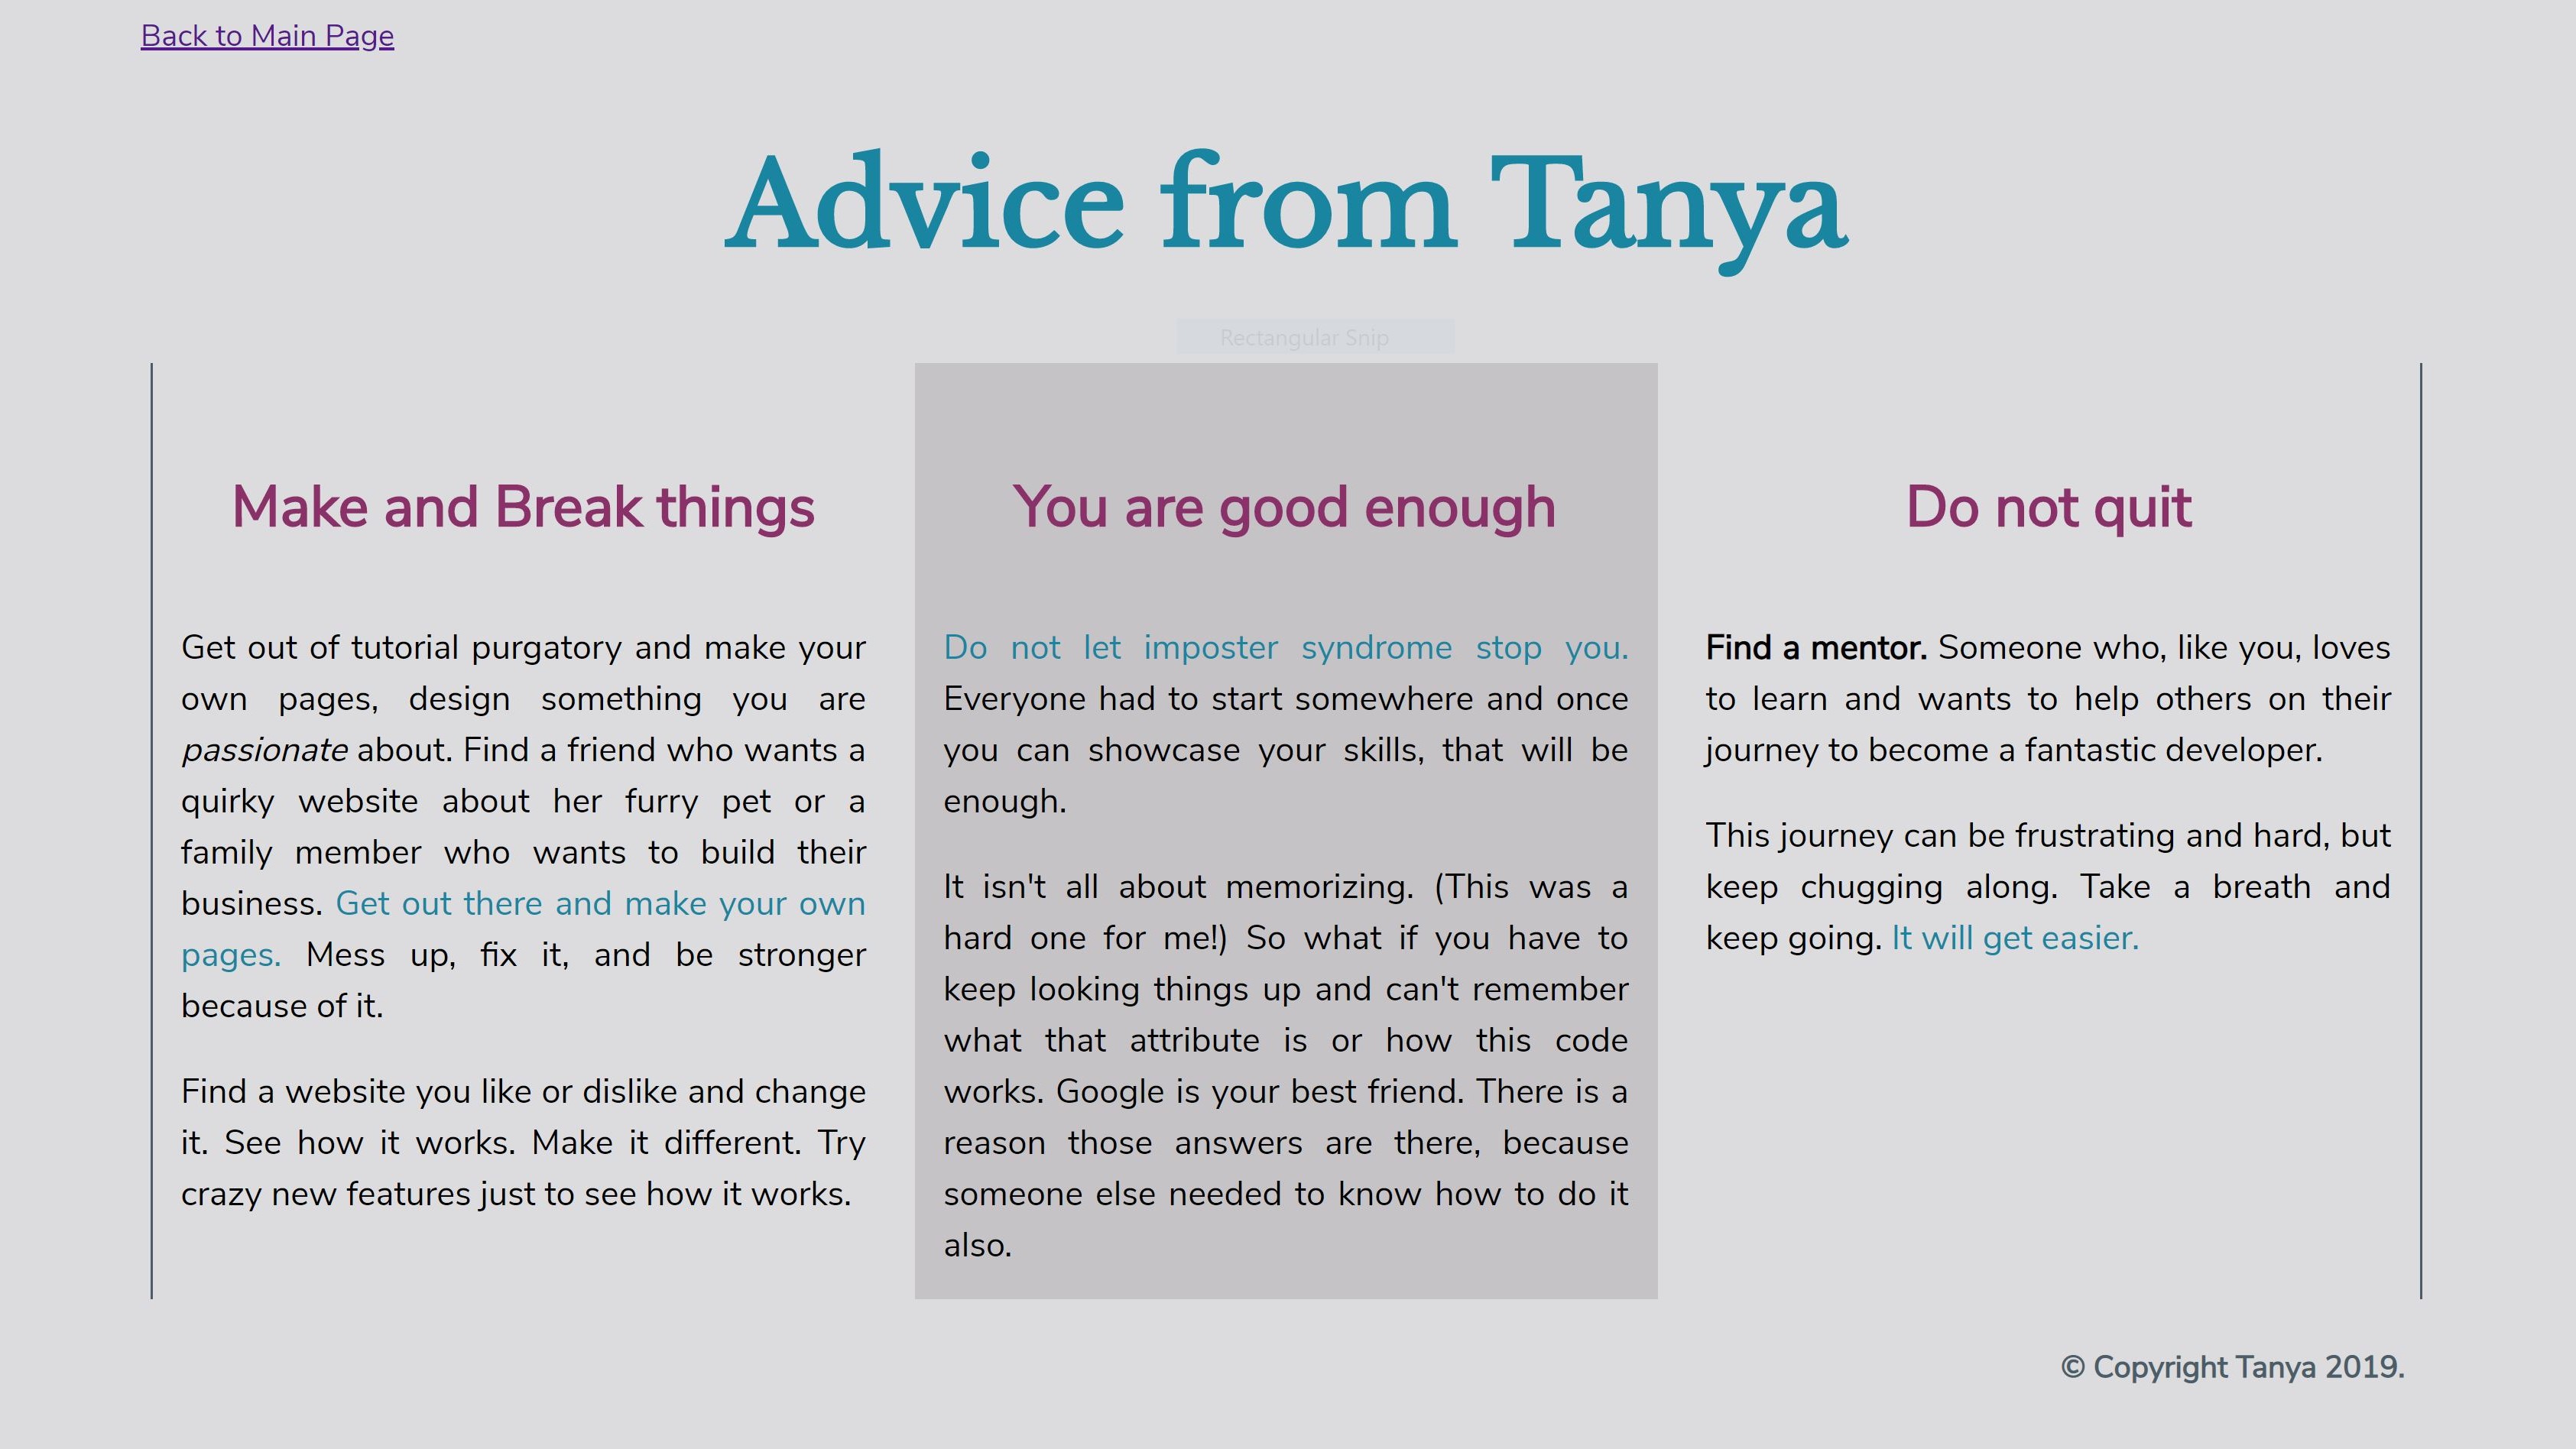 Back to Main Page
Advice from Tanya
Rectangular Snip
Make and Break things
Get out of tutorial purgatory and make your
own pages, design something you are
passionate about. Find a friend who wants a
quirky website about her furry pet or a
family member who wants to build their
business. Get out there and make your own
pages. Mess up, fix it, and be stronger
because of it.
Find a website you like or dislike and change
it. See how it works. Make it different. Try
crazy new features just to see how it works.
You are good enough
Do not let imposter syndrome stop you.
Everyone had to start somewhere and once
you can showcase your skills, that will be
enough.
It isn't all about memorizing. (This was a
hard one for me!) So what if you have to
keep looking things up and can't remember
what that attribute is or how this code
works. Google is your best friend. There is a
reason those answers are there, because
someone else needed to know how to do it
also.
Do not quit
Find a mentor. Someone who, like you, loves
to learn and wants to help others on their
journey to become a fantastic developer.
This journey can be frustrating and hard, but
keep chugging along. Take a breath and
keep going. It will get easier.
© Copyright Tanya 2019.